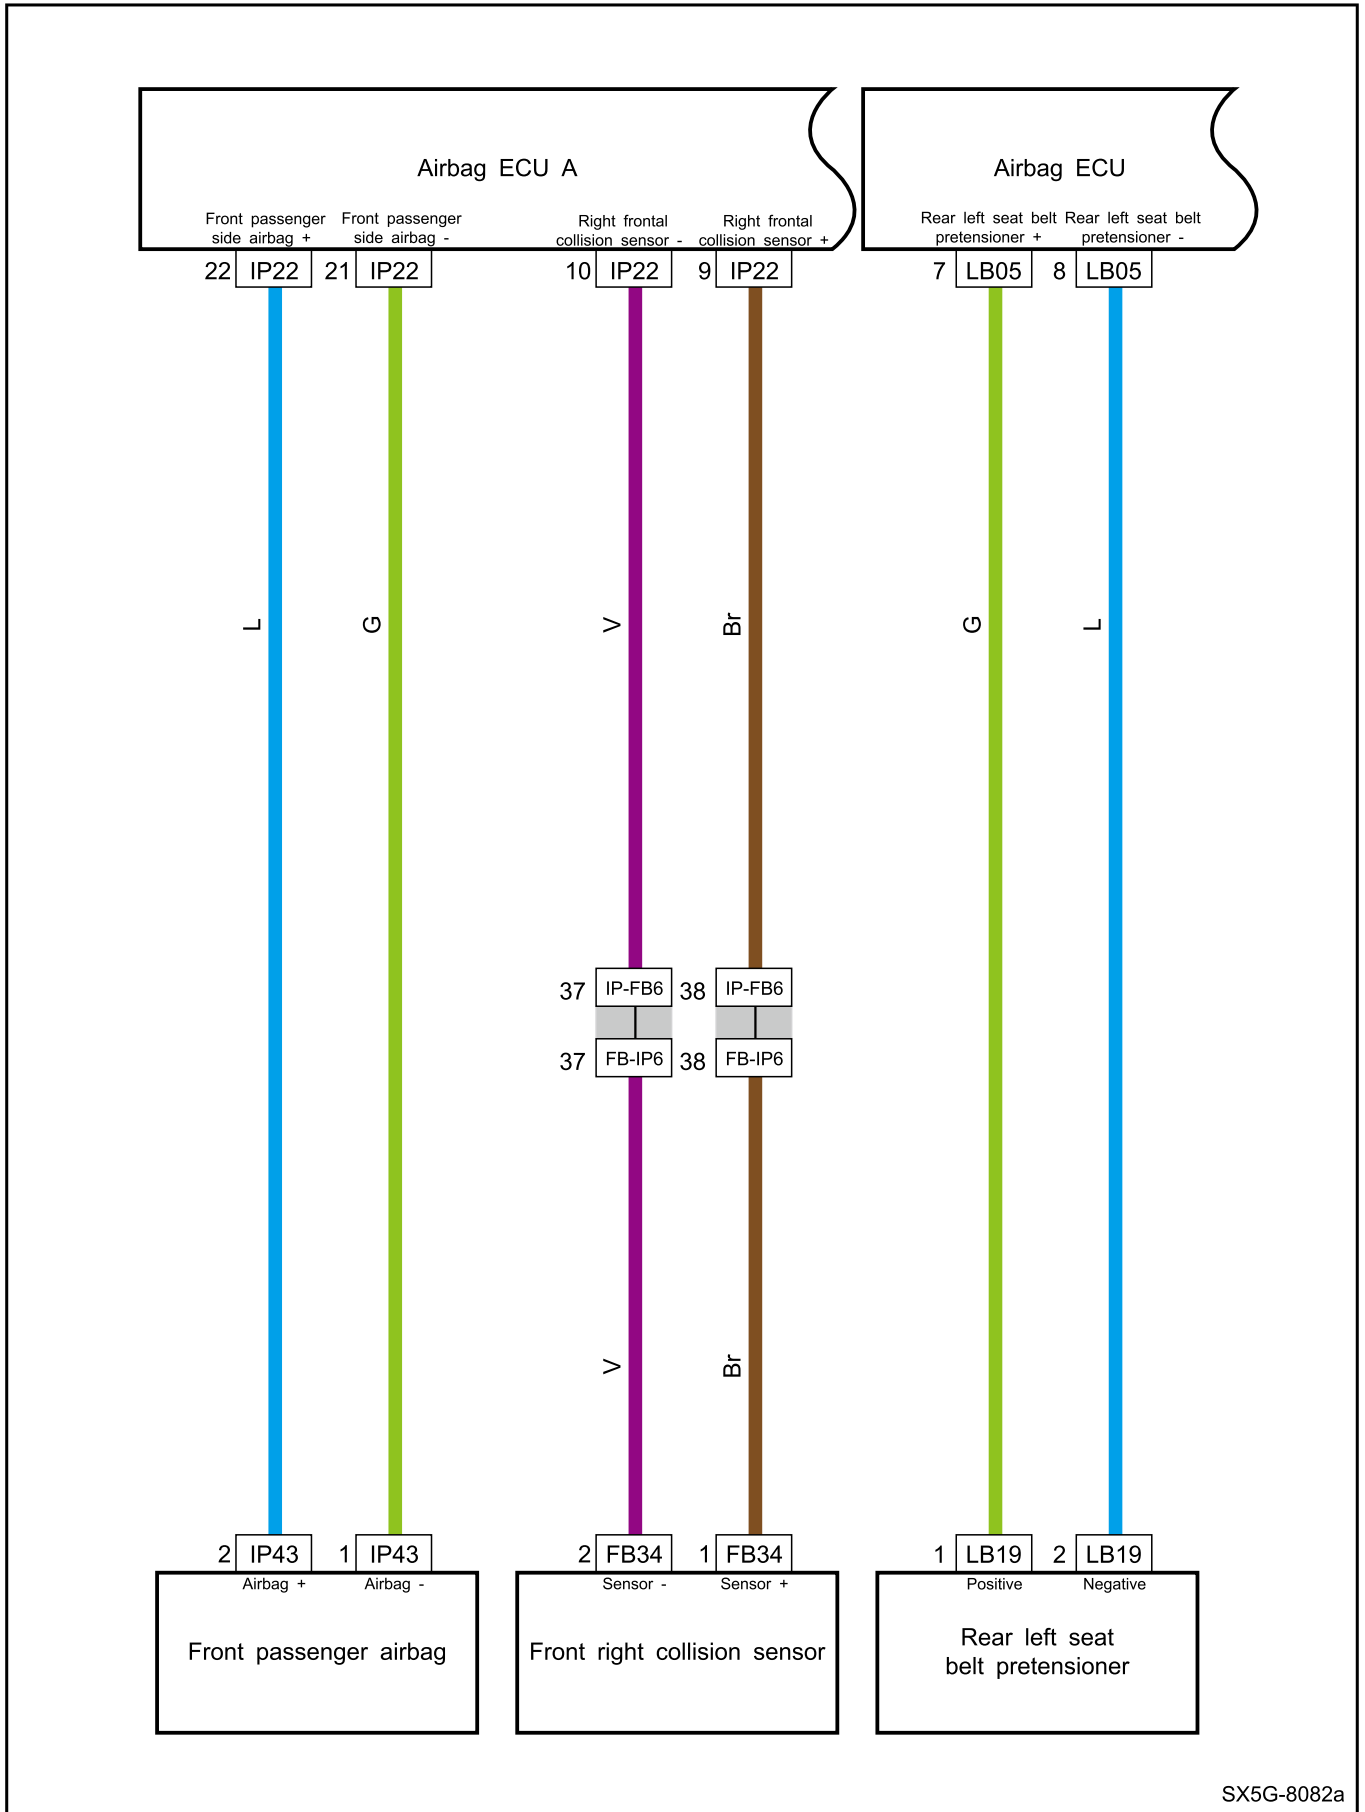 Airbag ECU A
Airbag ECU
Front passenger
side airbag +
Front passenger
side airbag -
Right frontal
collision sensor -
Right frontal
collision sensor +
Rear left seat belt
pretensioner +
Rear left seat belt
pretensioner -
22 IP22
21 IP22
10 IP22
9 IP22
7 LB05
8 LB05
L
G
V
Br
G
L
37 IP-FB6
38 IP-FB6
37 FB-IP6
38 FB-IP6
V
Br
2 IP43
1 IP43
2 FB34
1 FB34
1 LB19
2 LB19
Airbag +
Airbag -
Sensor -
Sensor +
Positive
Negative
Front passenger airbag
Front right collision sensor
Rear left seat
belt pretensioner
SX5G-8082a